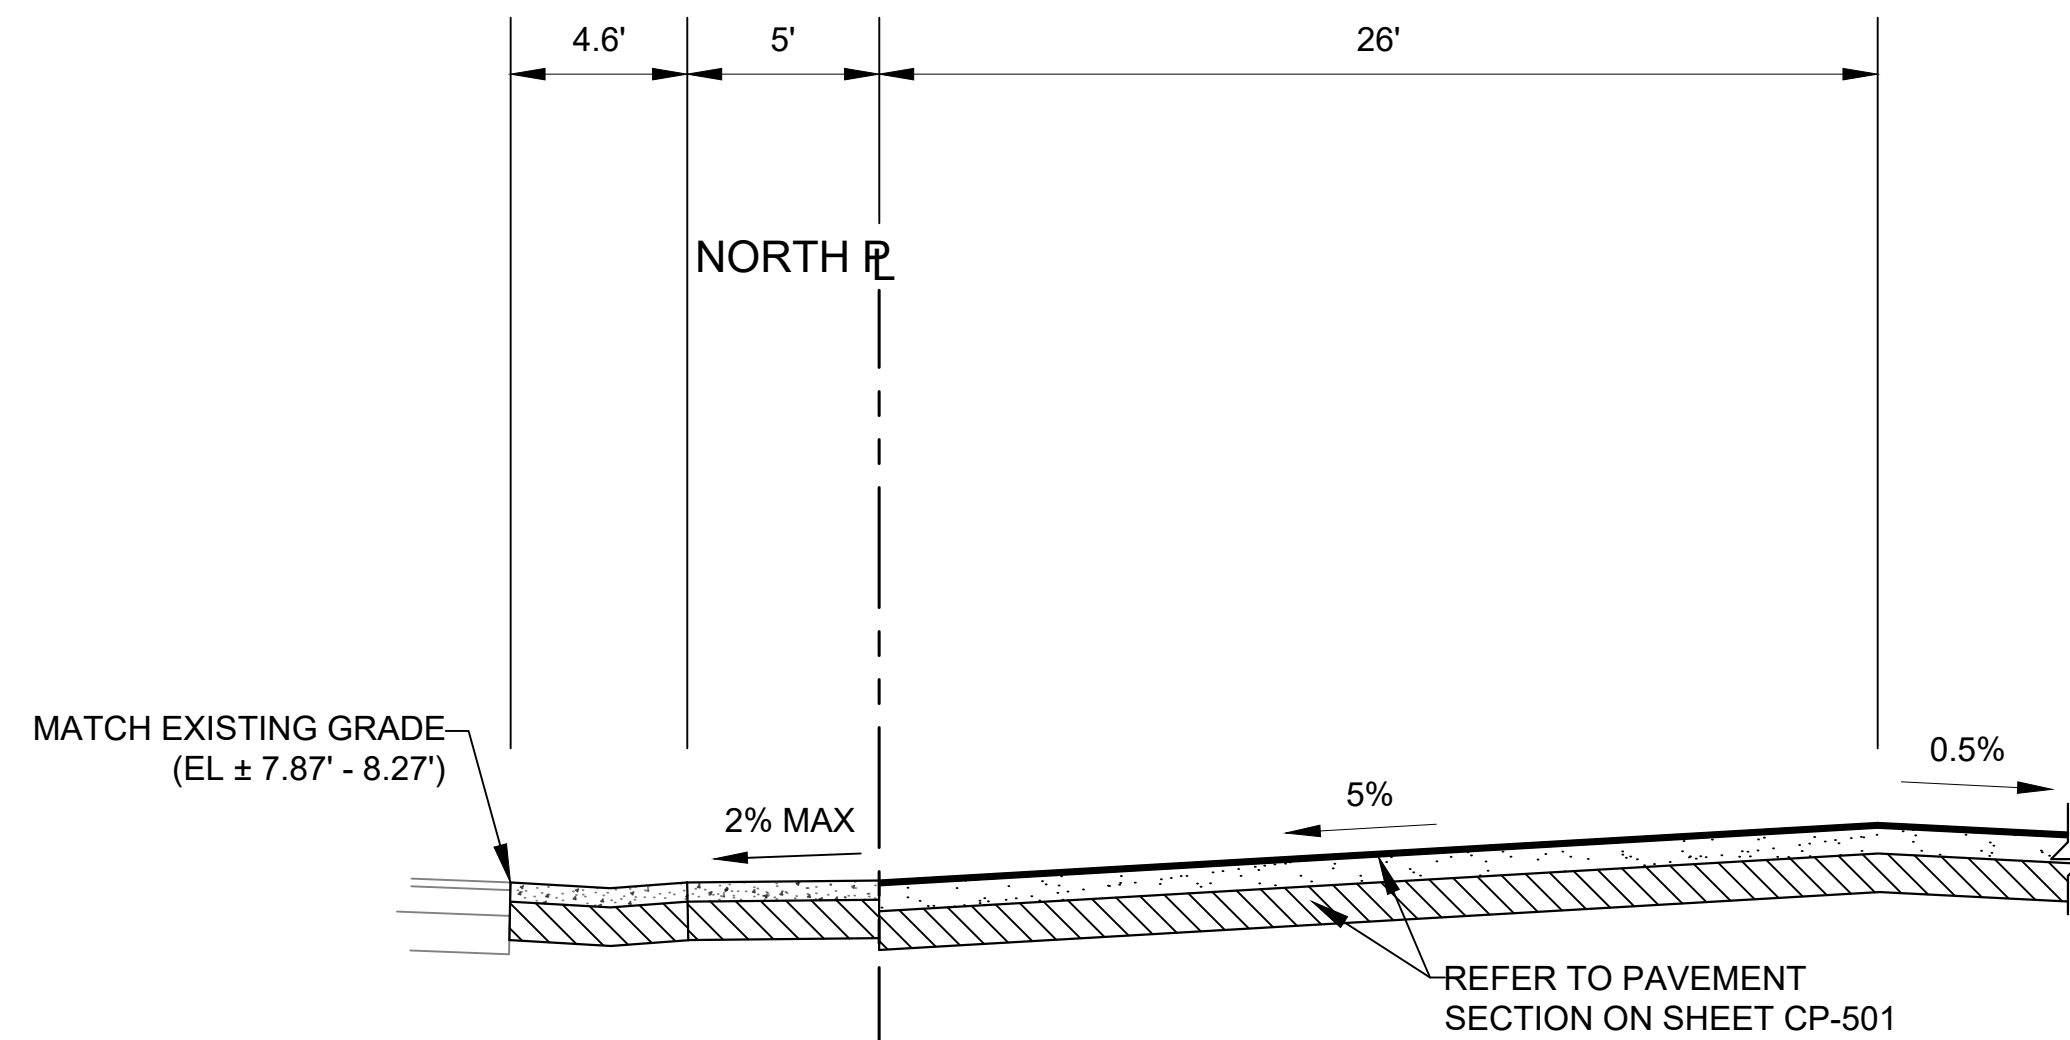 4.6'
5'
26'
NORTH ⅊
MATCH EXISTING GRADE
(EL ± 7.87' - 8.27')
2% MAX
5%
0.5%
REFER TO PAVEMENT
SECTION ON SHEET CP-501